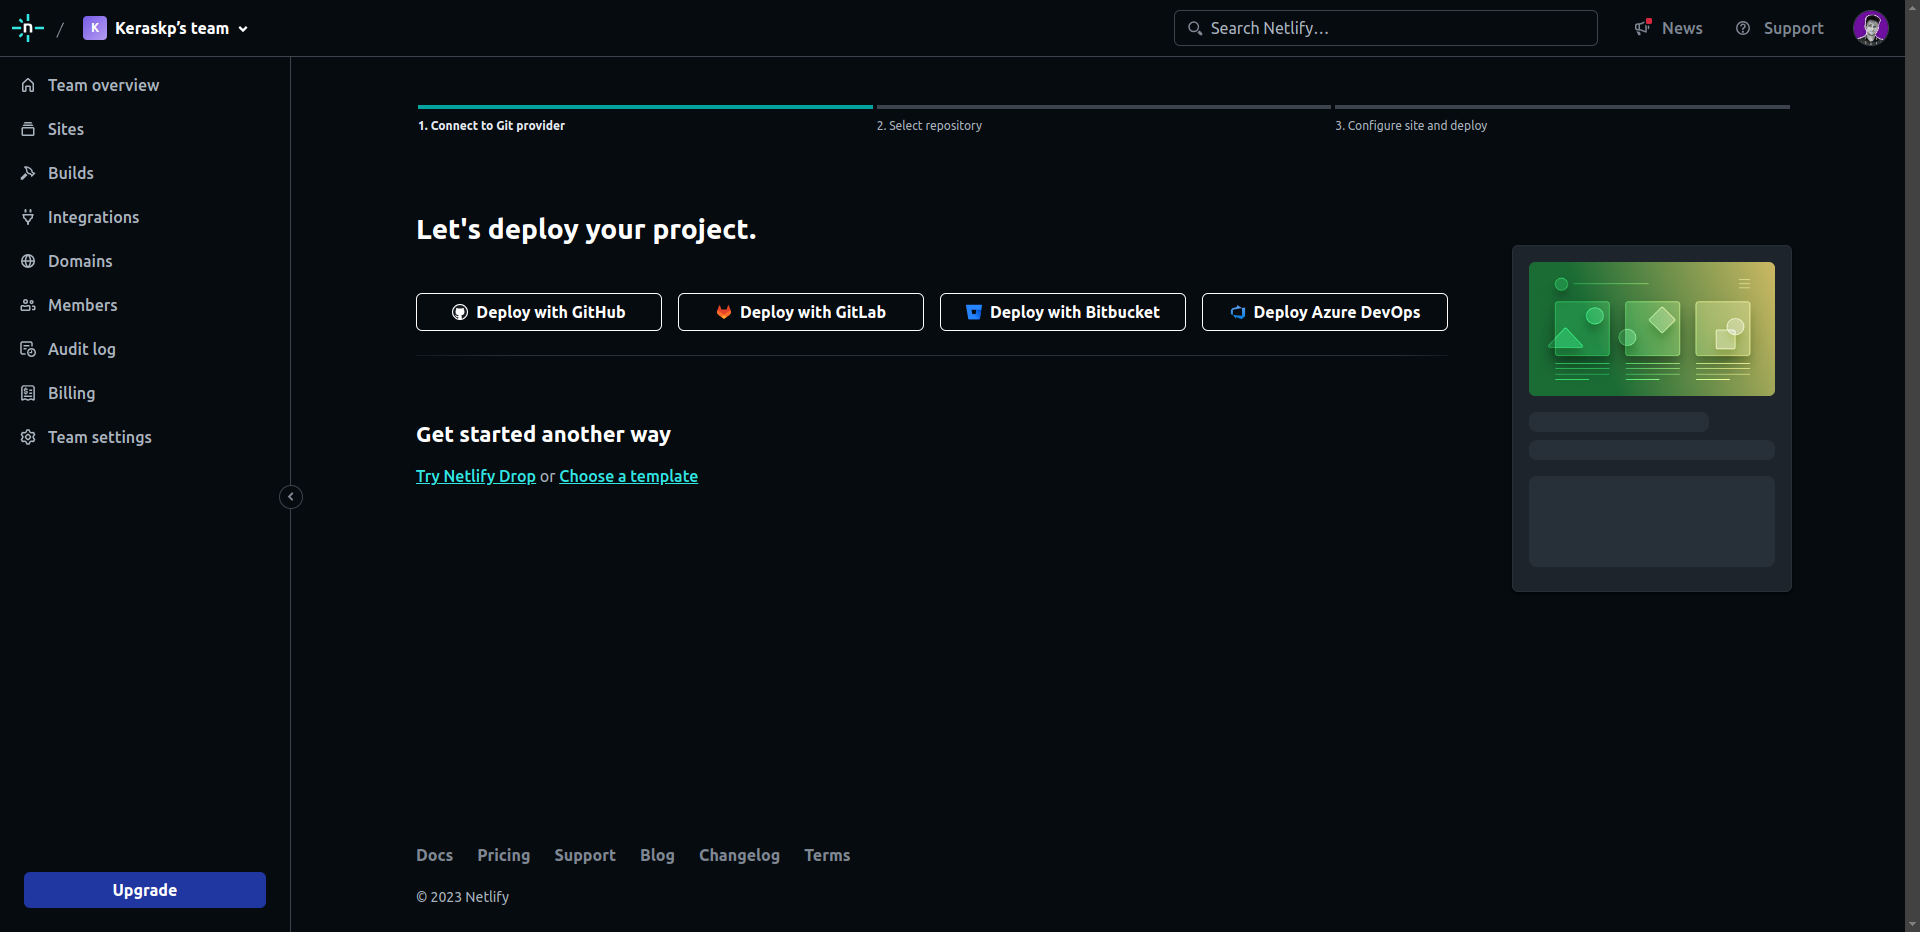 n / K Keraskp’s team
Search Netlify…
News
Support
Team overview
Sites
Builds
Integrations
Domains
Members
Audit log
Billing
Team settings
Upgrade
1. Connect to Git provider
2. Select repository
3. Configure site and deploy
Let's deploy your project.
Deploy with GitHub
Deploy with GitLab
Deploy with Bitbucket
Deploy Azure DevOps
Get started another way
Try Netlify Drop or Choose a template
Docs Pricing Support Blog Changelog Terms
© 2023 Netlify